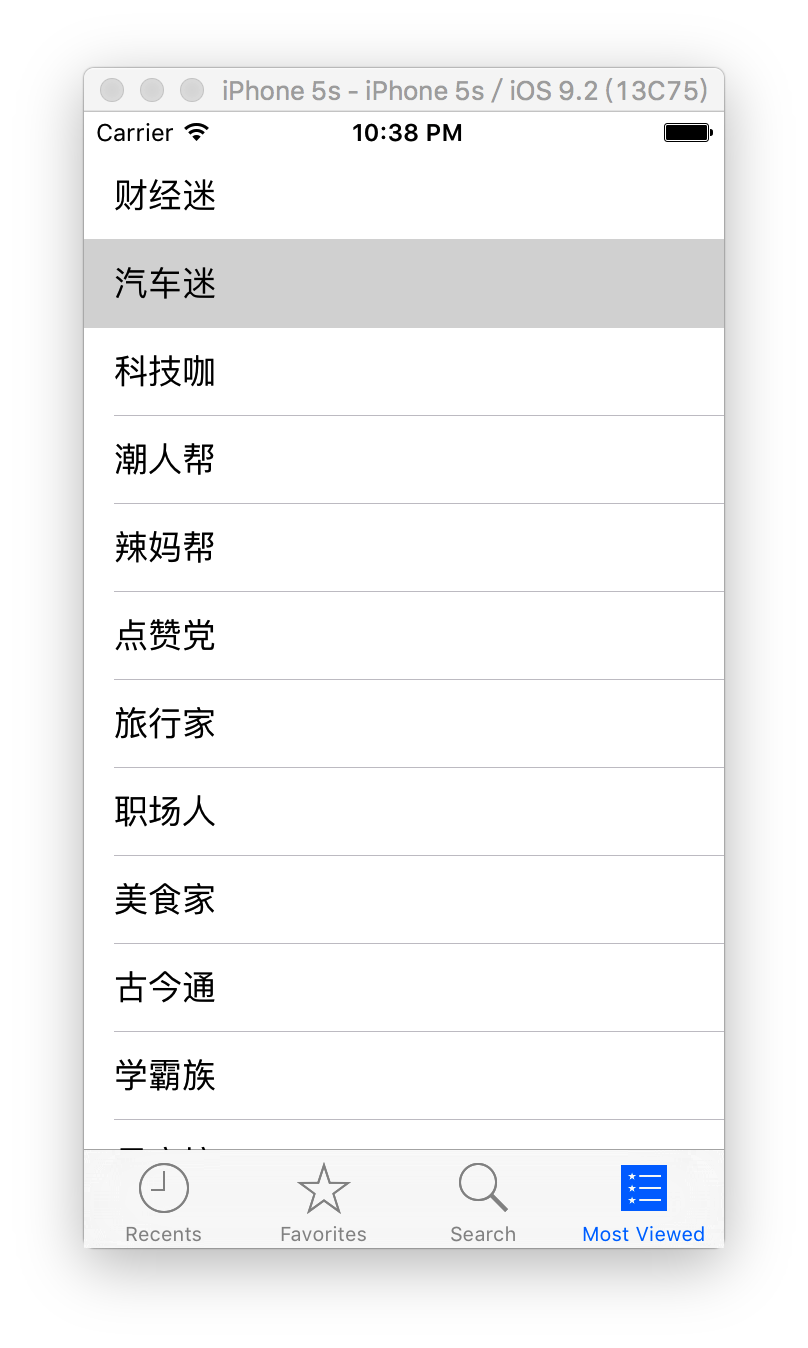 iPhone 5s - iPhone 5s / iOS 9.2 (13C75)
Carrier 10:38 PM
财经迷
汽车迷
科技咖
潮人帮
辣妈帮
点赞党
旅行家
职场人
美食家
古今通
学霸族
Recents Favorites Search Most Viewed